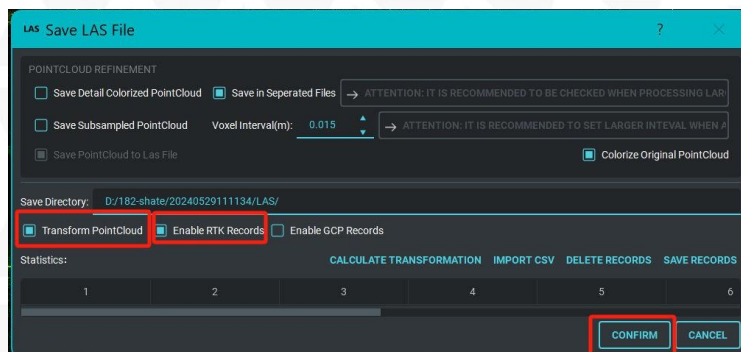 LAS Save LAS File ? ×
POINTCLOUD REFINEMENT
Save Detail Colorized PointCloud Save in Seperated Files → ATTENTION: IT IS RECOMMENDED TO BE CHECKED WHEN PROCESSING LAR
Save Subsampled PointCloud Voxel Interval(m): 0.015 → ATTENTION: IT IS RECOMMENDED TO SET LARGER INTEVAL WHEN A
Save PointCloud to Las File Colorize Original PointCloud
Save Directory: D:/182-shate/20240529111134/LAS/
Transform PointCloud Enable RTK Records Enable GCP Records
Statistics: CALCULATE TRANSFORMATION IMPORT CSV DELETE RECORDS SAVE RECORDS
1 2 3 4 5 6
CONFIRM CANCEL